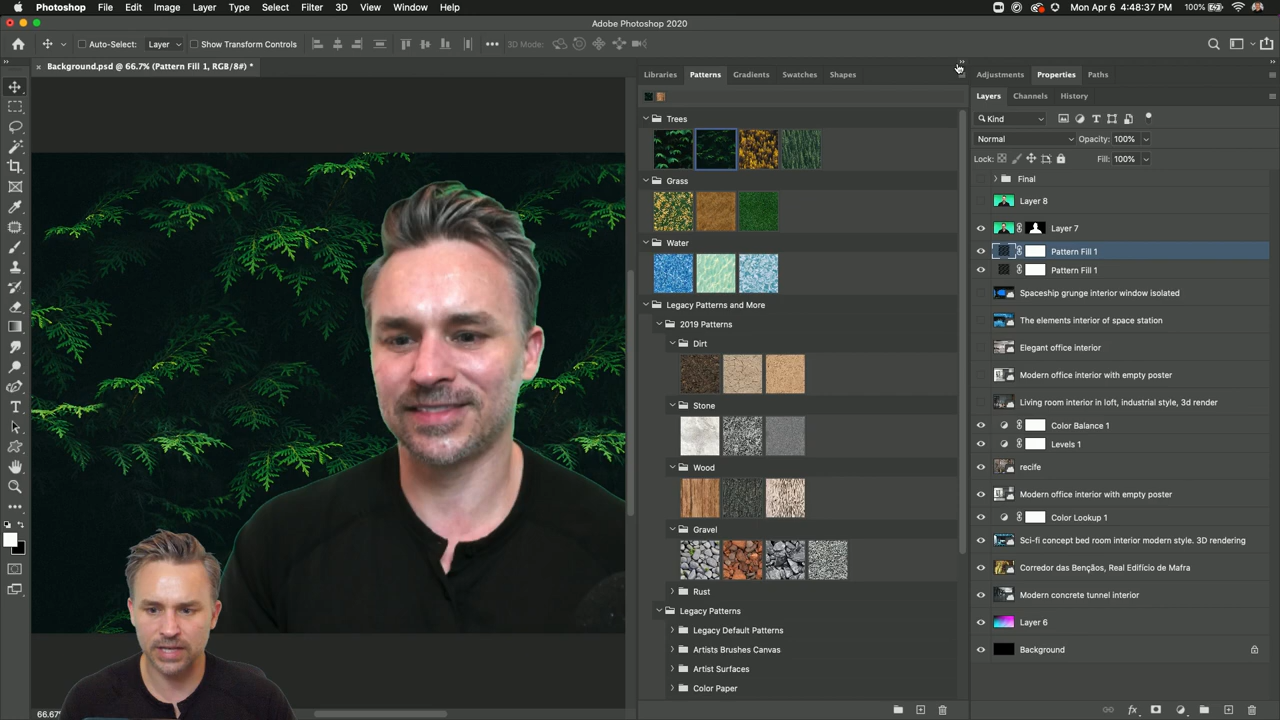 Photoshop File Edit Image Layer Type Select Filter 3D View Window Help 100% Mon Apr 6 4:48:37 PM
Adobe Photoshop 2020
Auto-Select: Layer Show Transform Controls 3D Mode:
Background.psd @ 66.7% (Pattern Fill 1, RGB/8#) *
Libraries Patterns Gradients Swatches Shapes
Trees
Grass
Water
Legacy Patterns and More
2019 Patterns
Dirt
Stone
Wood
Gravel
Rust
Legacy Patterns
Legacy Default Patterns
Artists Brushes Canvas
Artist Surfaces
Color Paper
Adjustments Properties Paths
Layers Channels History
Kind
Normal Opacity: 100%
Lock: Fill: 100%
Final
Layer 8
Layer 7
Pattern Fill 1
Pattern Fill 1
Spaceship grunge interior window isolated
The elements interior of space station
Elegant office interior
Modern office interior with empty poster
Living room interior in loft, industrial style, 3d render
Color Balance 1
Levels 1
recife
Modern office interior with empty poster
Color Lookup 1
Sci-fi concept bed room interior modern style. 3D rendering
Corredor das Bençãos, Real Edifício de Mafra
Modern concrete tunnel interior
Layer 6
Background
66.67